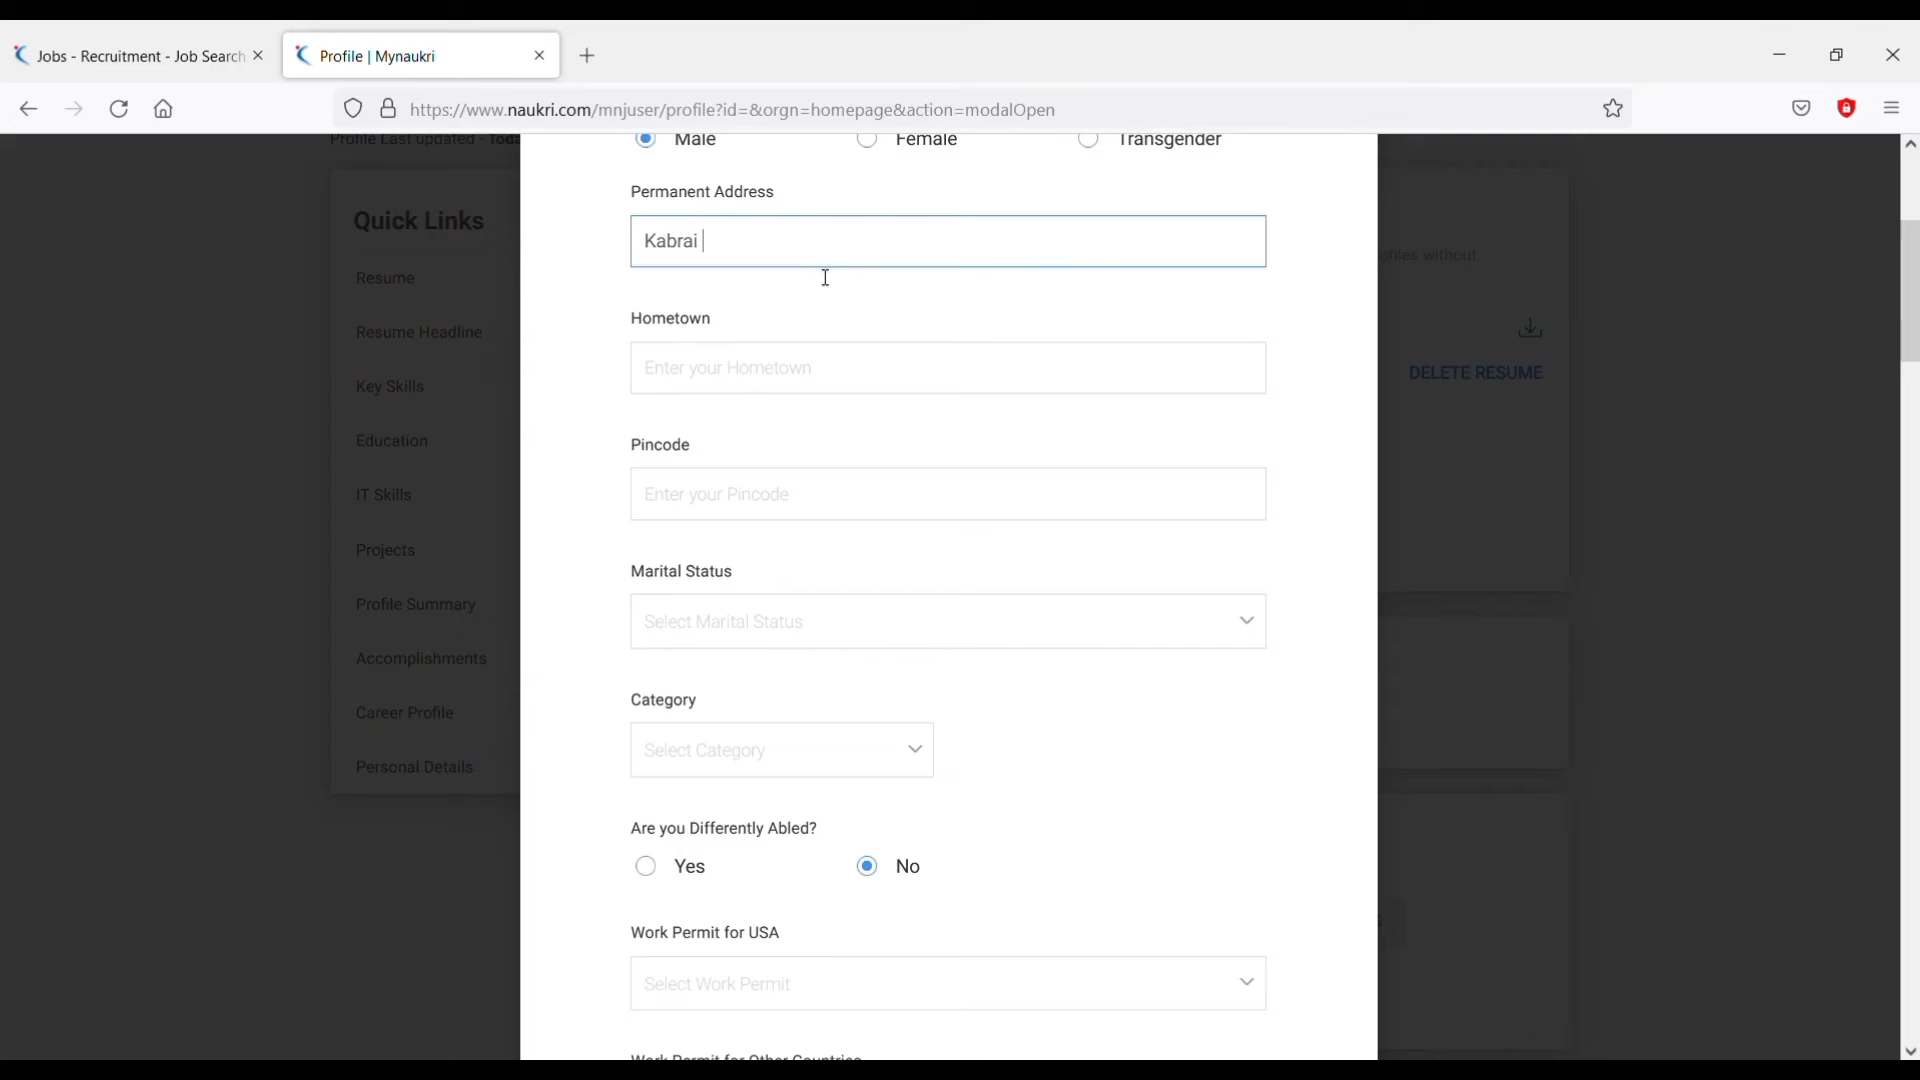 Jobs - Recruitment - Job Search
Profile | Mynaukri
https://www.naukri.com/mnjuser/profile?id=&orgn=homepage&action=modalOpen
Profile Last updated - Toda
Male Female Transgender
Permanent Address
Kabrai
Hometown
Enter your Hometown
Pincode
Enter your Pincode
Marital Status
Select Marital Status
Category
Select Category
Are you Differently Abled?
Yes No
Work Permit for USA
Select Work Permit
Work Permit for Other Countries
Quick Links
Resume
Resume Headline
Key Skills
Education
IT Skills
Projects
Profile Summary
Accomplishments
Career Profile
Personal Details
ofiles without
DELETE RESUME